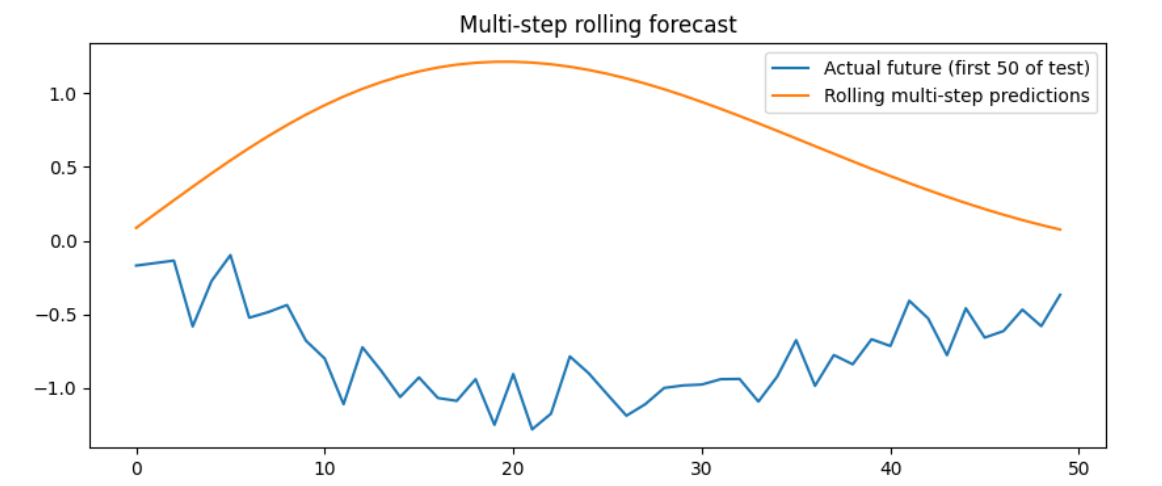 Multi-step rolling forecast
Actual future (first 50 of test)
Rolling multi-step predictions
1.0
0.5
0.0
−0.5
−1.0
0 10 20 30 40 50